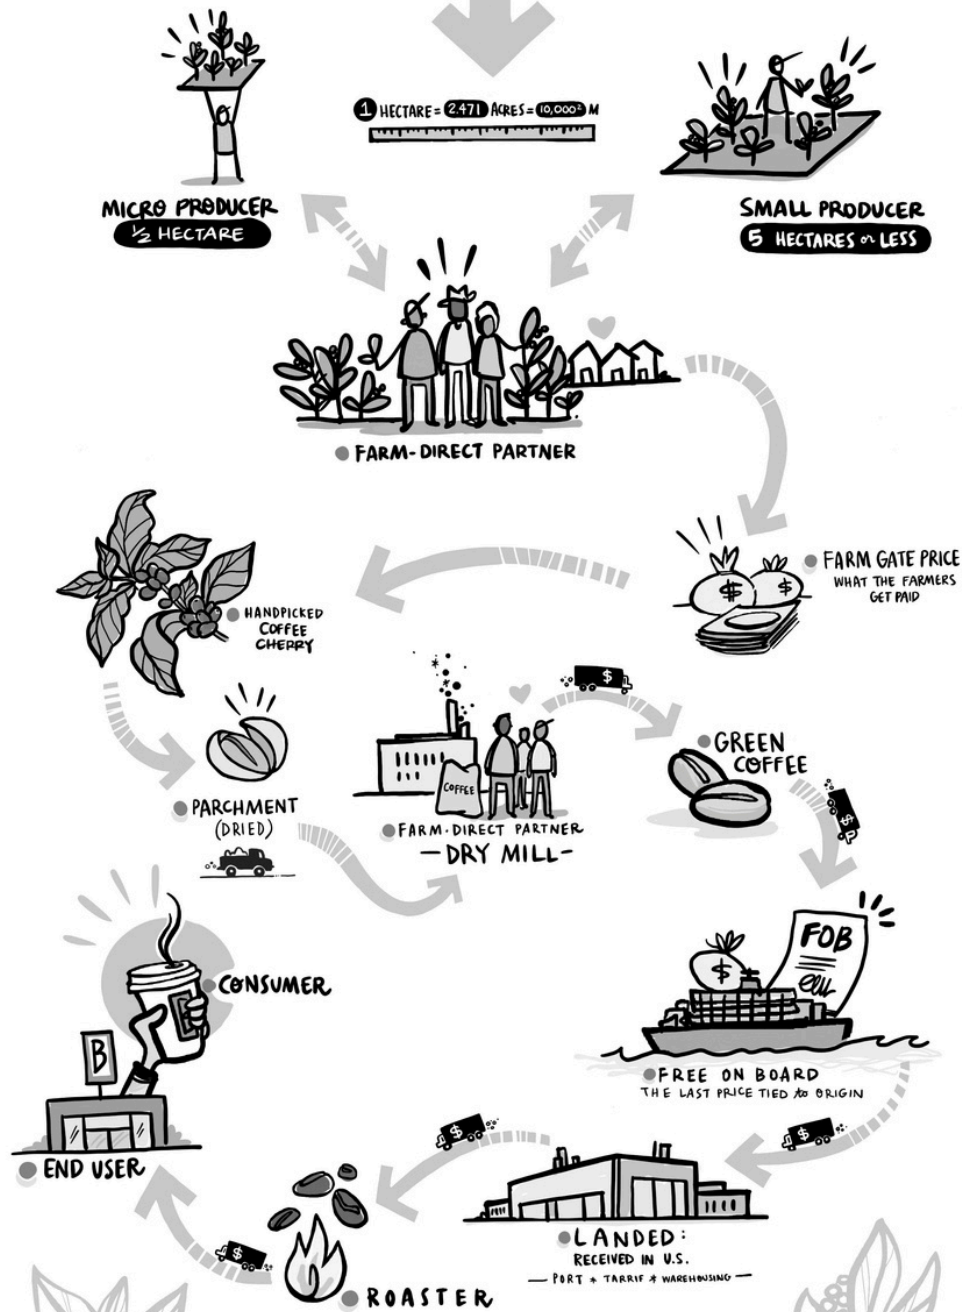 1 HECTARE = 2.471 ACRES = 10,000² M
MICRO PRODUCER
½ HECTARE
SMALL PRODUCER
5 HECTARES or LESS
FARM-DIRECT PARTNER
FARM GATE PRICE
WHAT THE FARMERS
GET PAID
$ $
HANDPICKED
COFFEE
CHERRY
$
GREEN
COFFEE
COFFEE
PARCHMENT
(DRIED)
FARM-DIRECT PARTNER
- DRY MILL -
$
FOB
$
CONSUMER
B
FREE ON BOARD
THE LAST PRICE TIED to ORIGIN
$
$
END USER
LANDED:
RECEIVED IN U.S.
— PORT * TARRIF * WAREHOUSING —
$
ROASTER